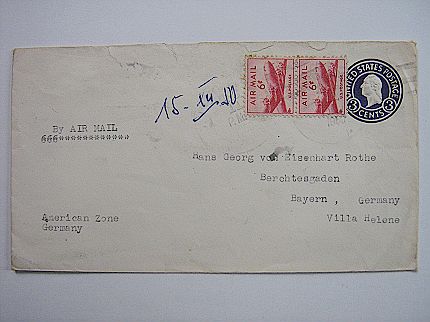 UNITED STATES POSTAGE
3 CENTS 3
AIR MAIL 6¢
AIR MAIL 6¢
15-XII.
By AIR MAIL
Hans Georg von Eisenhart Rothe
Berchtesgaden
Bayern , Germany
Villa Helene
American Zone
Germany